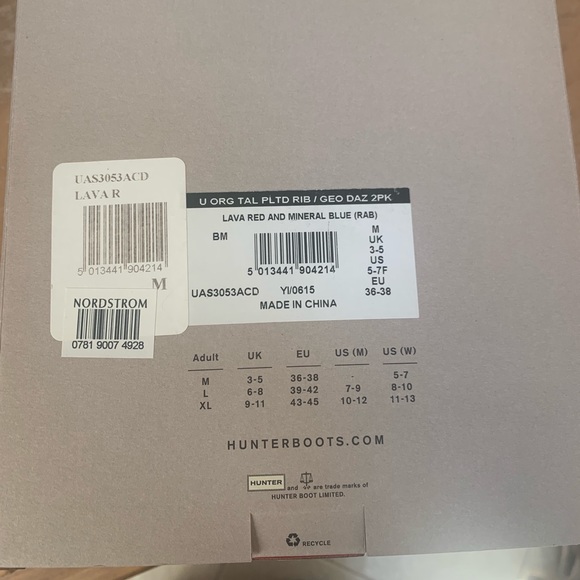 UAS3053ACD
LAVA R
5 013441 904214
M
NORDSTROM
0781 9007 4928
U ORG TAL PLTD RIB / GEO DAZ 2PK
LAVA RED AND MINERAL BLUE (RAB)
BM
5 013441 904214
M
UK
3-5
US
5-7F
EU
36-38
UAS3053ACD YI/0615
MADE IN CHINA
Adult UK EU US (M) US (W)
M 3-5 36-38 - 5-7
L 6-8 39-42 7-9 8-10
XL 9-11 43-45 10-12 11-13
HUNTERBOOTS.COM
HUNTER and are trade marks of
HUNTER BOOT LIMITED.
RECYCLE